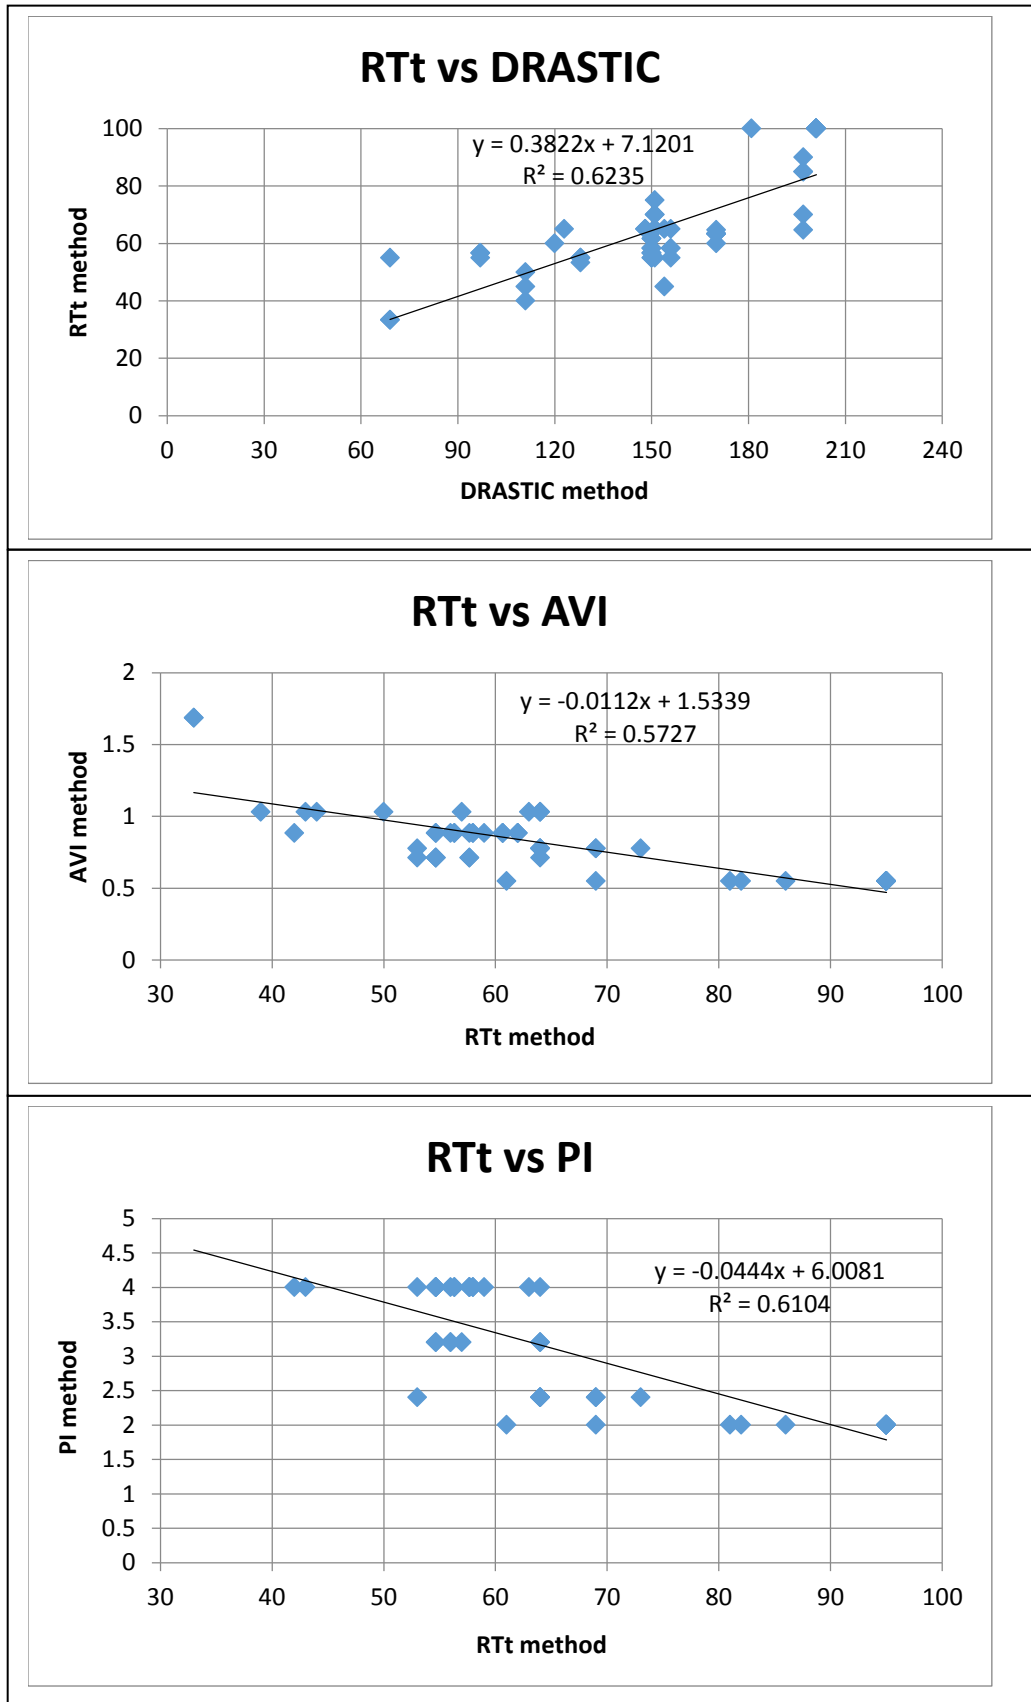 RTt vs DRASTIC
y = 0.3822x + 7.1201
R² = 0.6235
100
80
60
40
20
0
RTt method
0 30 60 90 120 150 180 210 240
DRASTIC method
RTt vs AVI
y = -0.0112x + 1.5339
R² = 0.5727
2
1.5
1
0.5
0
AVI method
30 40 50 60 70 80 90 100
RTt method
RTt vs PI
y = -0.0444x + 6.0081
R² = 0.6104
5
4.5
4
3.5
3
2.5
2
1.5
1
0.5
0
PI method
30 40 50 60 70 80 90 100
RTt method